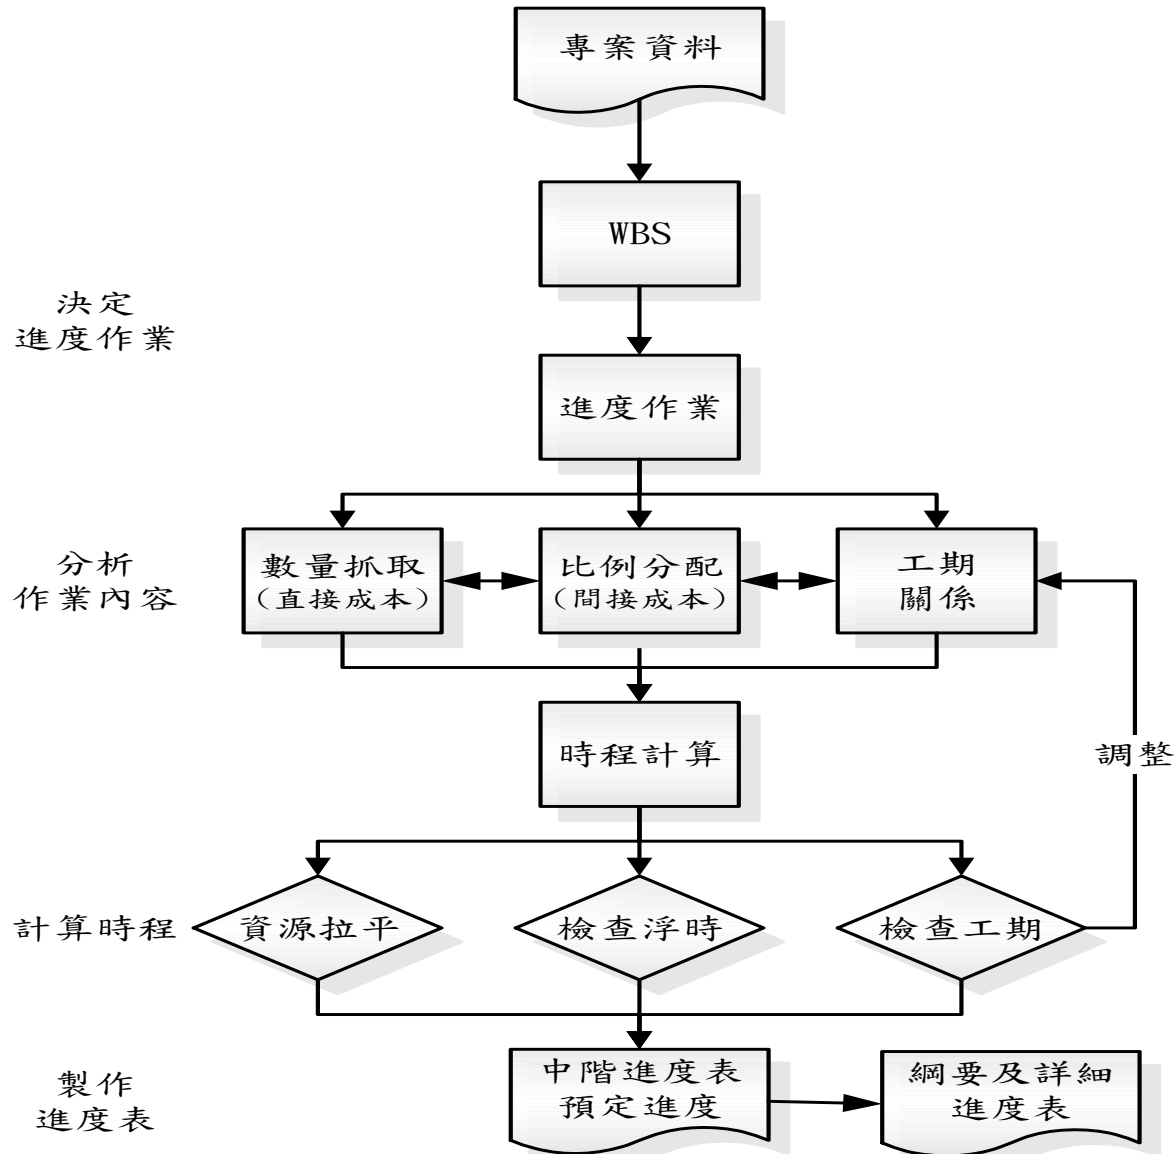 專案資料
WBS
決定
進度作業
進度作業
分析
作業內容
數量抓取
（直接成本）
比例分配
（間接成本）
工期
關係
時程計算
調整
計算時程
資源拉平
檢查浮時
檢查工期
製作
進度表
中階進度表
預定進度
綱要及詳細
進度表